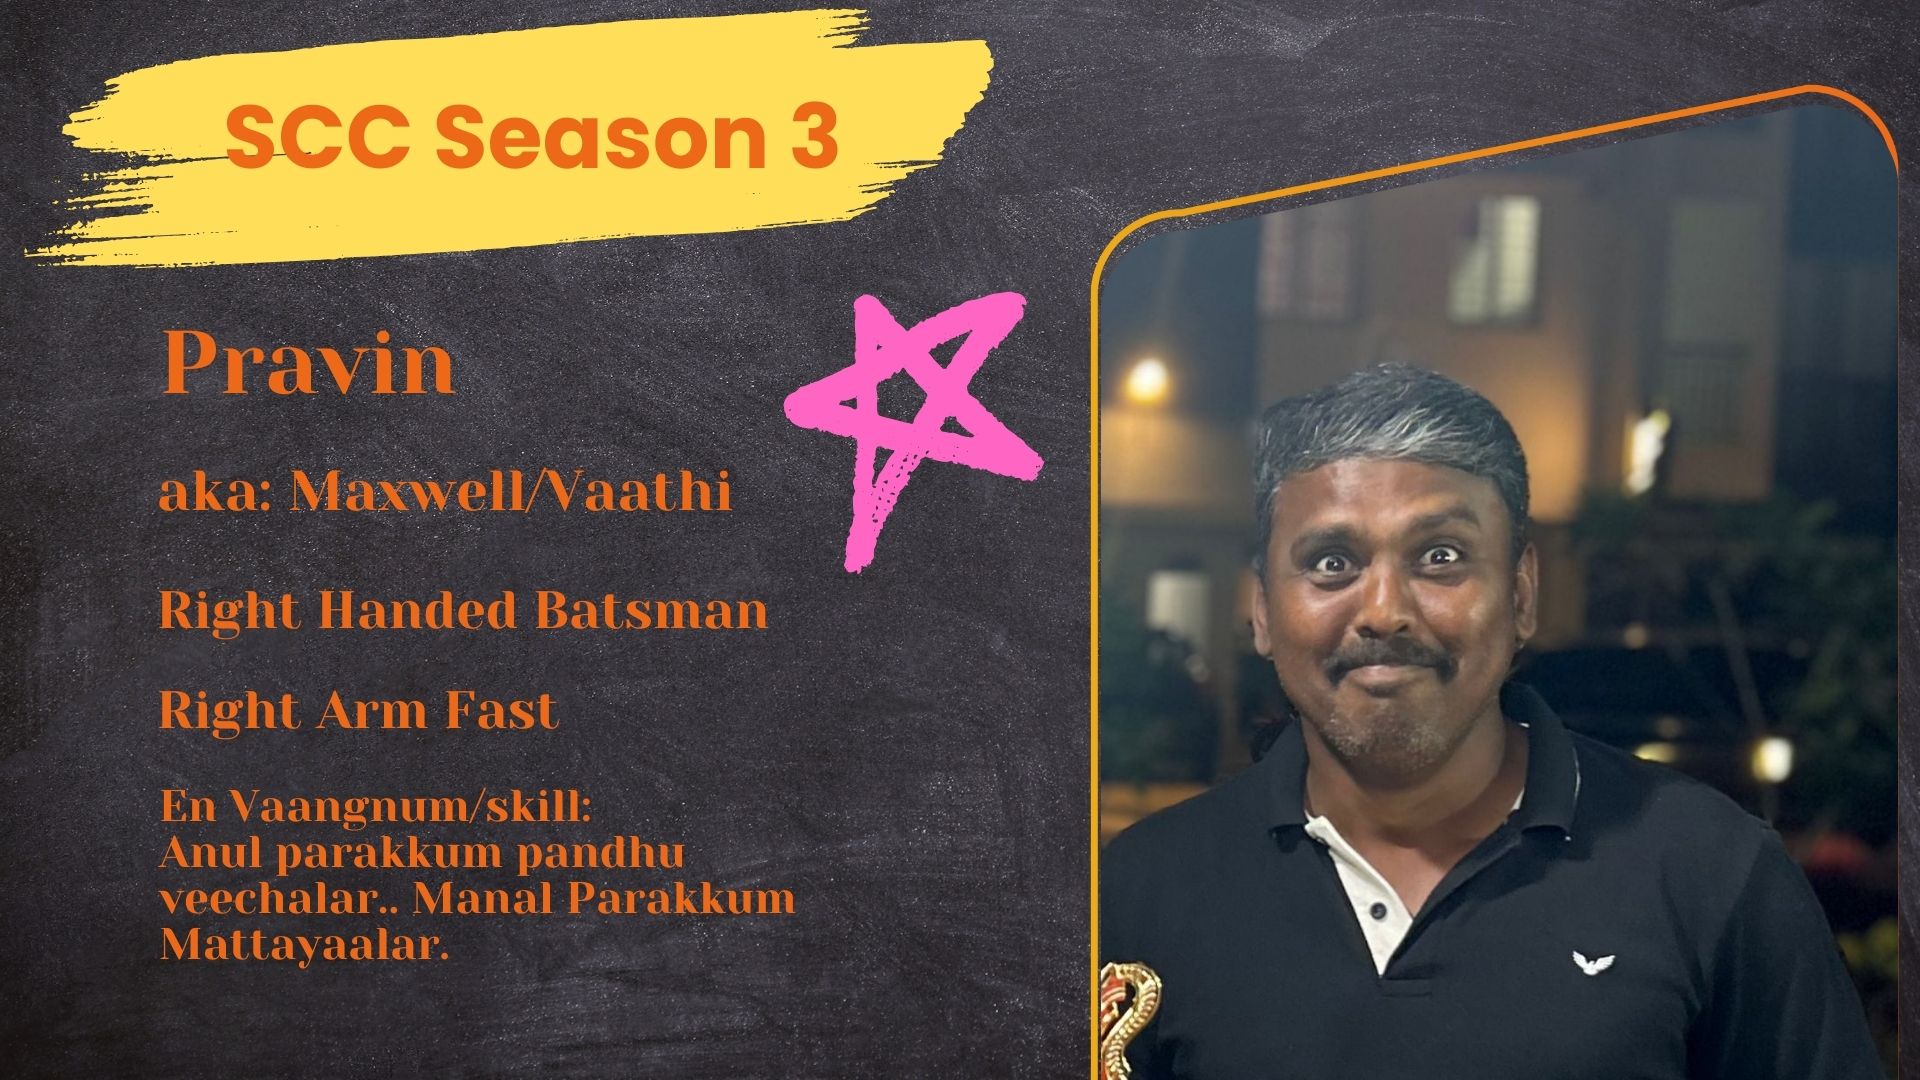 SCC Season 3
Pravin
aka: Maxwell/Vaathi
Right Handed Batsman
Right Arm Fast
En Vaangnum/skill:
Anul parakkum pandhu
veechalar.. Manal Parakkum
Mattayaalar.